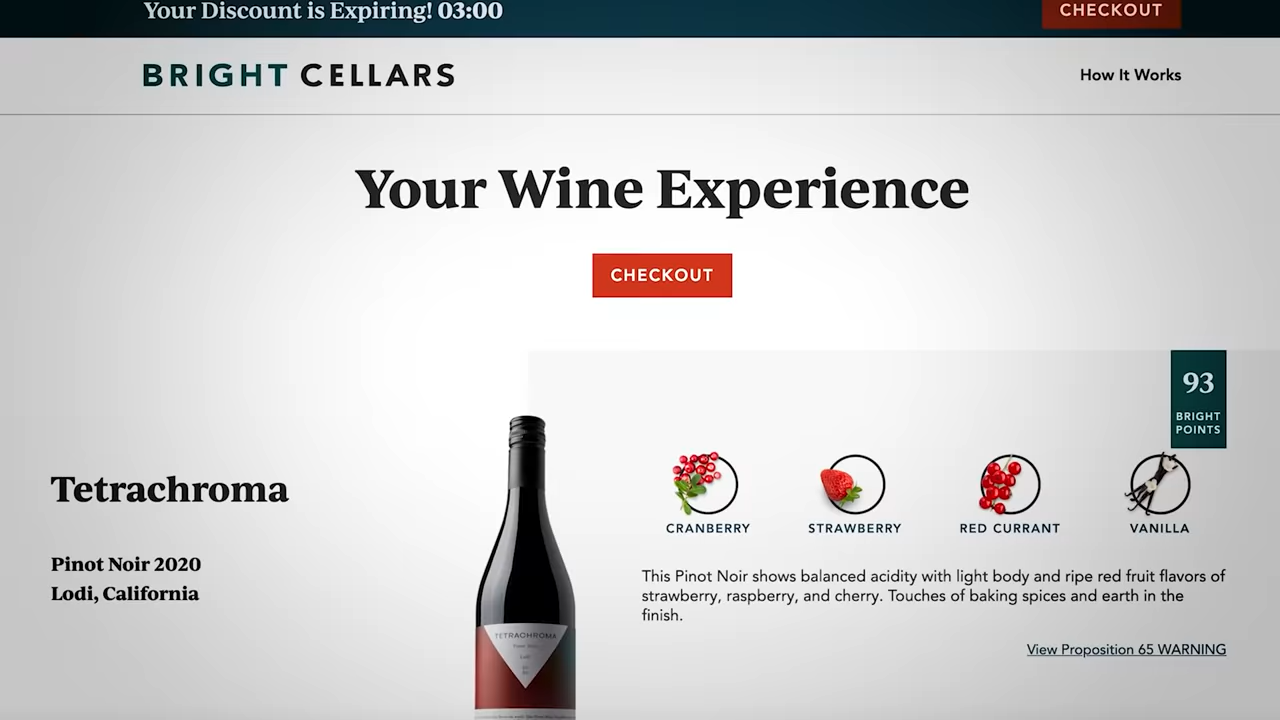 Your Discount is Expiring! 03:00
CHECKOUT
BRIGHT CELLARS
How It Works
Your Wine Experience
CHECKOUT
93
BRIGHT
POINTS
Tetrachroma
Pinot Noir 2020
Lodi, California
TETRACHROMA
Lodi
CRANBERRY
STRAWBERRY
RED CURRANT
VANILLA
This Pinot Noir shows balanced acidity with light body and ripe red fruit flavors of
strawberry, raspberry, and cherry. Touches of baking spices and earth in the
finish.
View Proposition 65 WARNING